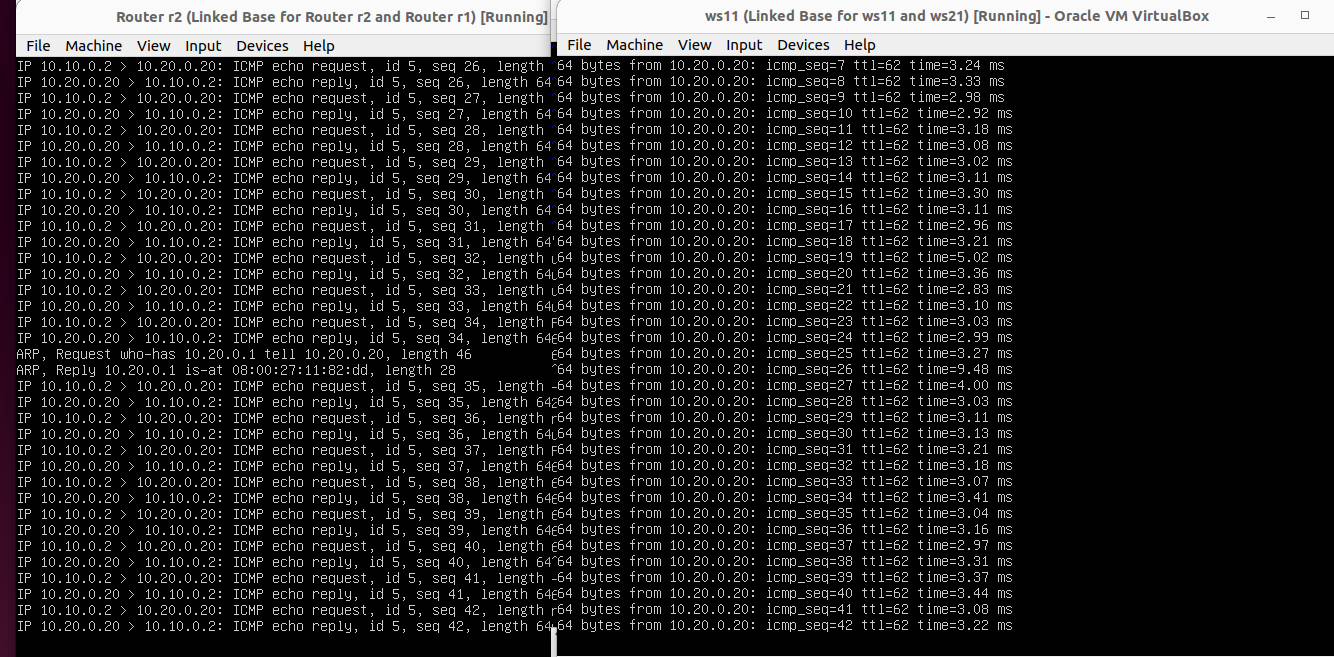 Router r2 (Linked Base for Router r2 and Router r1) [Running]
File Machine View Input Devices Help
IP 10.10.0.2 > 10.20.0.20: ICMP echo request, id 5, seq 26, length
IP 10.20.0.20 > 10.10.0.2: ICMP echo reply, id 5, seq 26, length 64
IP 10.10.0.2 > 10.20.0.20: ICMP echo request, id 5, seq 27, length
IP 10.20.0.20 > 10.10.0.2: ICMP echo reply, id 5, seq 27, length 64
IP 10.10.0.2 > 10.20.0.20: ICMP echo request, id 5, seq 28, length
IP 10.20.0.20 > 10.10.0.2: ICMP echo reply, id 5, seq 28, length 64
IP 10.10.0.2 > 10.20.0.20: ICMP echo request, id 5, seq 29, length
IP 10.20.0.20 > 10.10.0.2: ICMP echo reply, id 5, seq 29, length 64
IP 10.10.0.2 > 10.20.0.20: ICMP echo request, id 5, seq 30, length
IP 10.20.0.20 > 10.10.0.2: ICMP echo reply, id 5, seq 30, length 64
IP 10.10.0.2 > 10.20.0.20: ICMP echo request, id 5, seq 31, length
IP 10.20.0.20 > 10.10.0.2: ICMP echo reply, id 5, seq 31, length 64
IP 10.10.0.2 > 10.20.0.20: ICMP echo request, id 5, seq 32, length
IP 10.20.0.20 > 10.10.0.2: ICMP echo reply, id 5, seq 32, length 64
IP 10.10.0.2 > 10.20.0.20: ICMP echo request, id 5, seq 33, length
IP 10.20.0.20 > 10.10.0.2: ICMP echo reply, id 5, seq 33, length 64
IP 10.10.0.2 > 10.20.0.20: ICMP echo request, id 5, seq 34, length
IP 10.20.0.20 > 10.10.0.2: ICMP echo reply, id 5, seq 34, length 64
ARP, Request who-has 10.20.0.1 tell 10.20.0.20, length 46
ARP, Reply 10.20.0.1 is-at 08:00:27:11:82:dd, length 28
IP 10.10.0.2 > 10.20.0.20: ICMP echo request, id 5, seq 35, length
IP 10.20.0.20 > 10.10.0.2: ICMP echo reply, id 5, seq 35, length 64
IP 10.10.0.2 > 10.20.0.20: ICMP echo request, id 5, seq 36, length
IP 10.20.0.20 > 10.10.0.2: ICMP echo reply, id 5, seq 36, length 64
IP 10.10.0.2 > 10.20.0.20: ICMP echo request, id 5, seq 37, length
IP 10.20.0.20 > 10.10.0.2: ICMP echo reply, id 5, seq 37, length 64
IP 10.10.0.2 > 10.20.0.20: ICMP echo request, id 5, seq 38, length
IP 10.20.0.20 > 10.10.0.2: ICMP echo reply, id 5, seq 38, length 64
IP 10.10.0.2 > 10.20.0.20: ICMP echo request, id 5, seq 39, length
IP 10.20.0.20 > 10.10.0.2: ICMP echo reply, id 5, seq 39, length 64
IP 10.10.0.2 > 10.20.0.20: ICMP echo request, id 5, seq 40, length
IP 10.20.0.20 > 10.10.0.2: ICMP echo reply, id 5, seq 40, length 64
IP 10.10.0.2 > 10.20.0.20: ICMP echo request, id 5, seq 41, length
IP 10.20.0.20 > 10.10.0.2: ICMP echo reply, id 5, seq 41, length 64
IP 10.10.0.2 > 10.20.0.20: ICMP echo request, id 5, seq 42, length
IP 10.20.0.20 > 10.10.0.2: ICMP echo reply, id 5, seq 42, length 64
ws11 (Linked Base for ws11 and ws21) [Running] - Oracle VM VirtualBox
File Machine View Input Devices Help
64 bytes from 10.20.0.20: icmp_seq=7 ttl=62 time=3.24 ms
64 bytes from 10.20.0.20: icmp_seq=8 ttl=62 time=3.33 ms
64 bytes from 10.20.0.20: icmp_seq=9 ttl=62 time=2.98 ms
64 bytes from 10.20.0.20: icmp_seq=10 ttl=62 time=2.92 ms
64 bytes from 10.20.0.20: icmp_seq=11 ttl=62 time=3.18 ms
64 bytes from 10.20.0.20: icmp_seq=12 ttl=62 time=3.08 ms
64 bytes from 10.20.0.20: icmp_seq=13 ttl=62 time=3.02 ms
64 bytes from 10.20.0.20: icmp_seq=14 ttl=62 time=3.11 ms
64 bytes from 10.20.0.20: icmp_seq=15 ttl=62 time=3.30 ms
64 bytes from 10.20.0.20: icmp_seq=16 ttl=62 time=3.11 ms
64 bytes from 10.20.0.20: icmp_seq=17 ttl=62 time=2.96 ms
64 bytes from 10.20.0.20: icmp_seq=18 ttl=62 time=3.21 ms
64 bytes from 10.20.0.20: icmp_seq=19 ttl=62 time=5.02 ms
64 bytes from 10.20.0.20: icmp_seq=20 ttl=62 time=3.36 ms
64 bytes from 10.20.0.20: icmp_seq=21 ttl=62 time=2.83 ms
64 bytes from 10.20.0.20: icmp_seq=22 ttl=62 time=3.10 ms
64 bytes from 10.20.0.20: icmp_seq=23 ttl=62 time=3.03 ms
64 bytes from 10.20.0.20: icmp_seq=24 ttl=62 time=2.99 ms
64 bytes from 10.20.0.20: icmp_seq=25 ttl=62 time=3.27 ms
64 bytes from 10.20.0.20: icmp_seq=26 ttl=62 time=9.48 ms
64 bytes from 10.20.0.20: icmp_seq=27 ttl=62 time=4.00 ms
64 bytes from 10.20.0.20: icmp_seq=28 ttl=62 time=3.03 ms
64 bytes from 10.20.0.20: icmp_seq=29 ttl=62 time=3.11 ms
64 bytes from 10.20.0.20: icmp_seq=30 ttl=62 time=3.13 ms
64 bytes from 10.20.0.20: icmp_seq=31 ttl=62 time=3.21 ms
64 bytes from 10.20.0.20: icmp_seq=32 ttl=62 time=3.18 ms
64 bytes from 10.20.0.20: icmp_seq=33 ttl=62 time=3.07 ms
64 bytes from 10.20.0.20: icmp_seq=34 ttl=62 time=3.41 ms
64 bytes from 10.20.0.20: icmp_seq=35 ttl=62 time=3.04 ms
64 bytes from 10.20.0.20: icmp_seq=36 ttl=62 time=3.16 ms
64 bytes from 10.20.0.20: icmp_seq=37 ttl=62 time=2.97 ms
64 bytes from 10.20.0.20: icmp_seq=38 ttl=62 time=3.31 ms
64 bytes from 10.20.0.20: icmp_seq=39 ttl=62 time=3.37 ms
64 bytes from 10.20.0.20: icmp_seq=40 ttl=62 time=3.44 ms
64 bytes from 10.20.0.20: icmp_seq=41 ttl=62 time=3.08 ms
64 bytes from 10.20.0.20: icmp_seq=42 ttl=62 time=3.22 ms